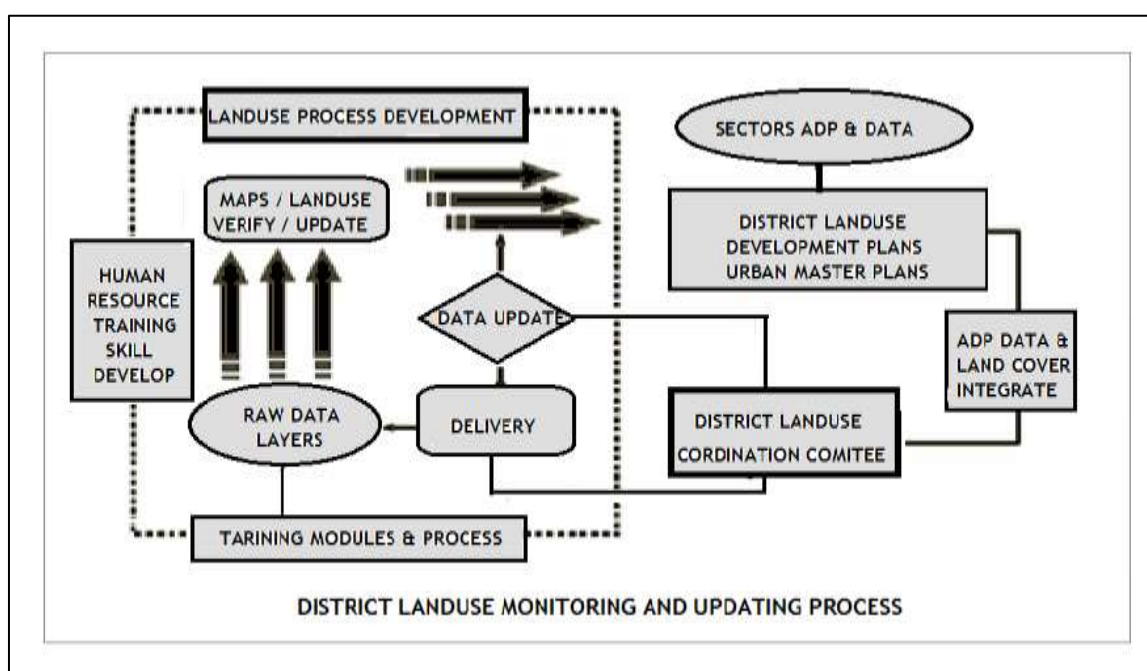 LANDUSE PROCESS DEVELOPMENT
SECTORS ADP & DATA
MAPS / LANDUSE
VERIFY / UPDATE
DISTRICT LANDUSE
DEVELOPMENT PLANS
URBAN MASTER PLANS
HUMAN
RESOURCE
TRAINING
SKILL
DEVELOP
DATA UPDATE
ADP DATA &
LAND COVER
INTEGRATE
RAW DATA
LAYERS
DELIVERY
DISTRICT LANDUSE
CORDINATION COMITEE
TARINING MODULES & PROCESS
DISTRICT LANDUSE MONITORING AND UPDATING PROCESS